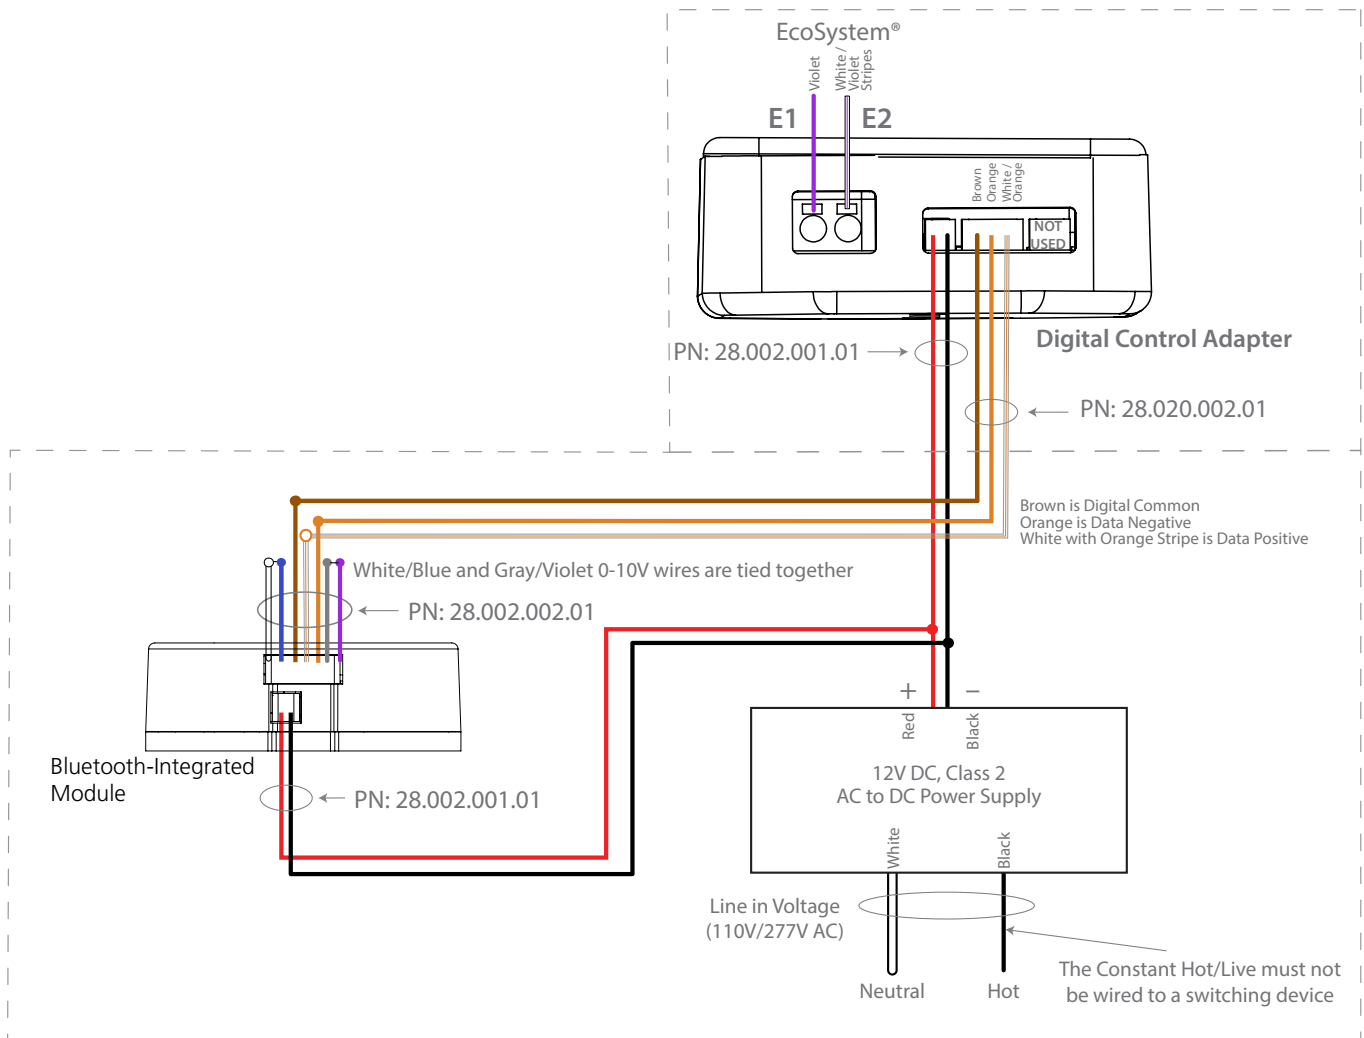 EcoSystem®
Violet
White /
Violet
Stripes
E1
E2
Brown
Orange
White /
Orange
NOT
USED
Digital Control Adapter
PN: 28.002.001.01
PN: 28.020.002.01
Brown is Digital Common
Orange is Data Negative
White with Orange Stripe is Data Positive
White/Blue and Gray/Violet 0-10V wires are tied together
PN: 28.002.002.01
Bluetooth-Integrated
Module
PN: 28.002.001.01
+
–
Red
Black
12V DC, Class 2
AC to DC Power Supply
White
Black
Line in Voltage
(110V/277V AC)
The Constant Hot/Live must not
be wired to a switching device
Neutral
Hot